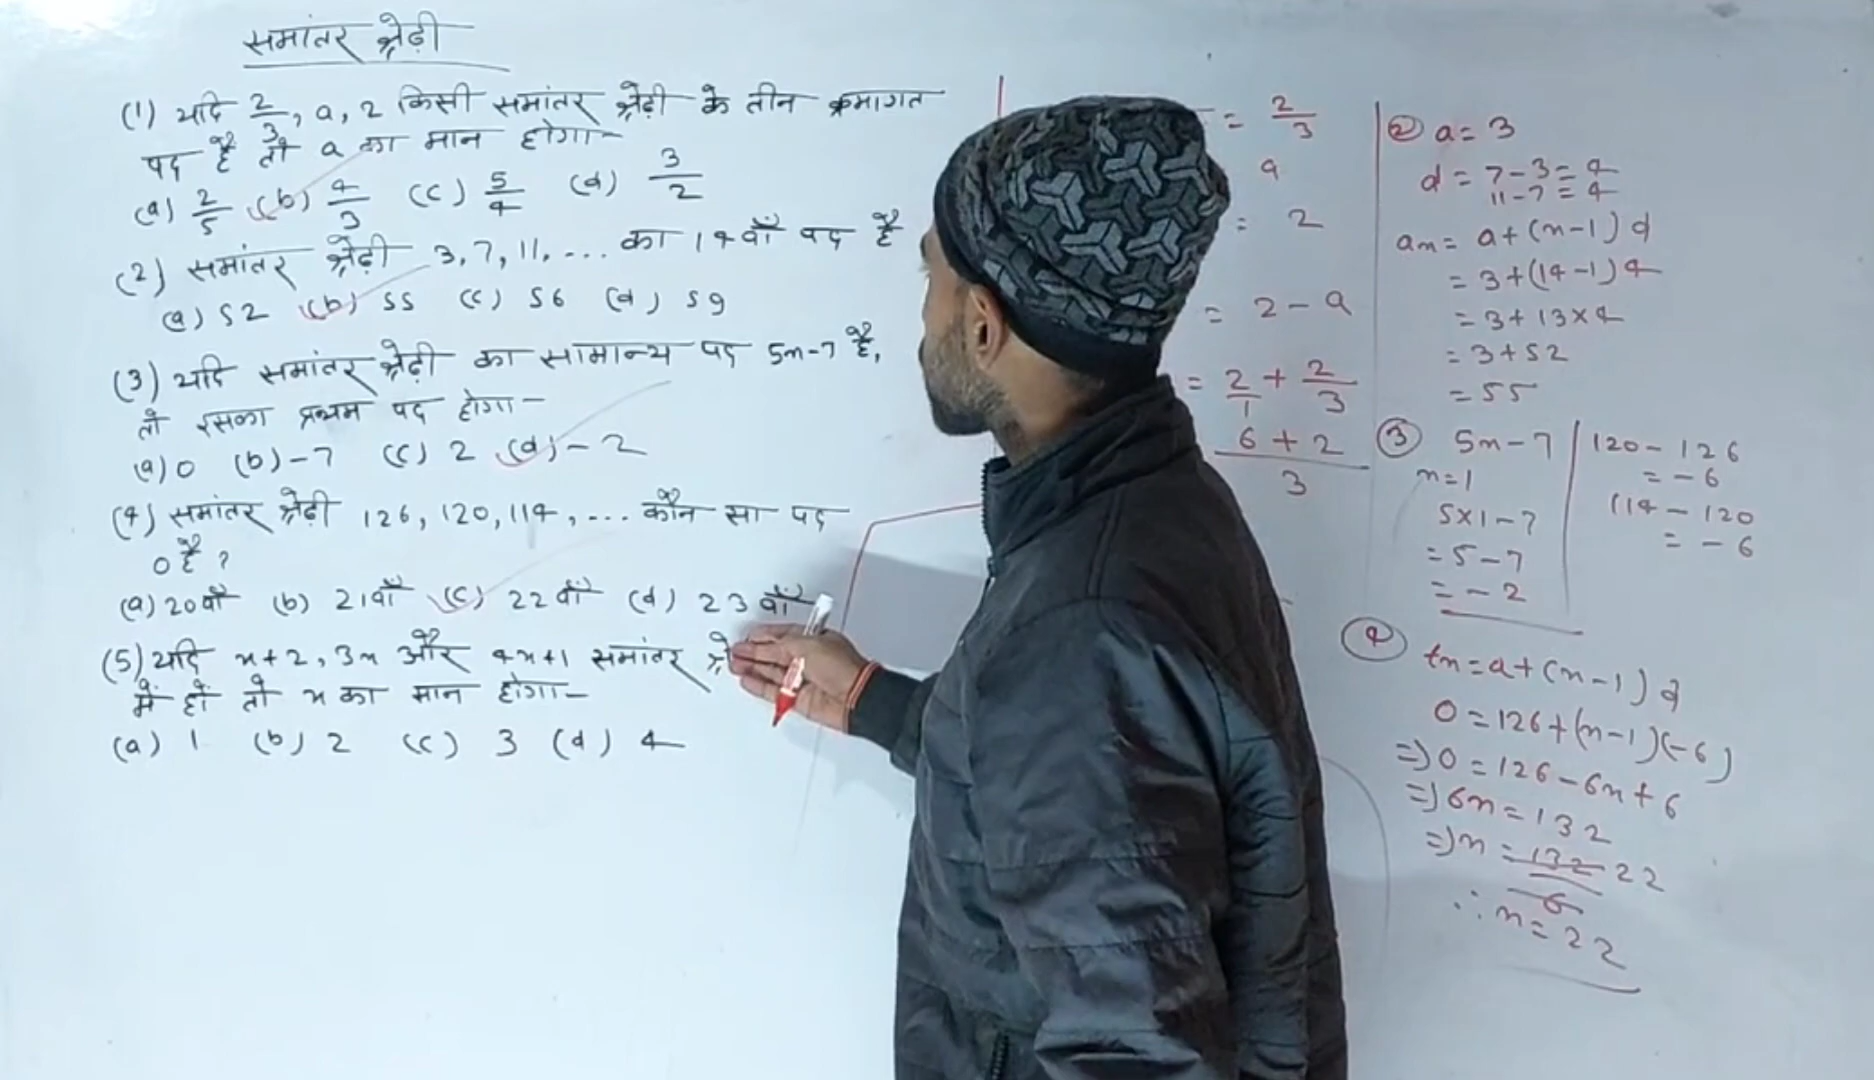 समांतर श्रेढ़ी
(1) यदि 2/3, a, 2 किसी समांतर श्रेढ़ी के तीन क्रमागत
पद है तो a का मान होगा-
(a) 2/5 (b) 4/3 (c) 5/4 (d) 3/2
(2) समांतर श्रेढ़ी 3, 7, 11, ... का 14वाँ पद है
(a) 52 (b) 55 (c) 56 (d) 59
(3) यदि समांतर श्रेढ़ी का सामान्य पद 5n-7 है,
तो इसका प्रथम पद होगा-
(a) 0 (b) -7 (c) 2 (d) -2
(4) समांतर श्रेढ़ी 126, 120, 114, ... कौन सा पद
0 है ?
(a) 20वाँ (b) 21वाँ (c) 22वाँ (d) 23वाँ
(5) यदि x+2, 3x और 4x+1 समांतर
में हो तो x का मान होगा-
(a) 1 (b) 2 (c) 3 (d) 4
= 2/3
a
= 2
= 2-a
= 2/1 + 2/3
6+2/3
② a = 3
d = 7-3 = 4
11-7 = 4
an = a+(n-1)d
= 3+(14-1)4
= 3+13×4
= 3+52
= 55
③ 5n-7
n=1
5×1-7
= 5-7
= -2
120-126
= -6
114-120
= -6
④ tn = a+(n-1)d
0 = 126+(n-1)(-6)
=) 0 = 126-6n+6
=) 6n = 132
=) n = 132/6 22
∴ n = 22